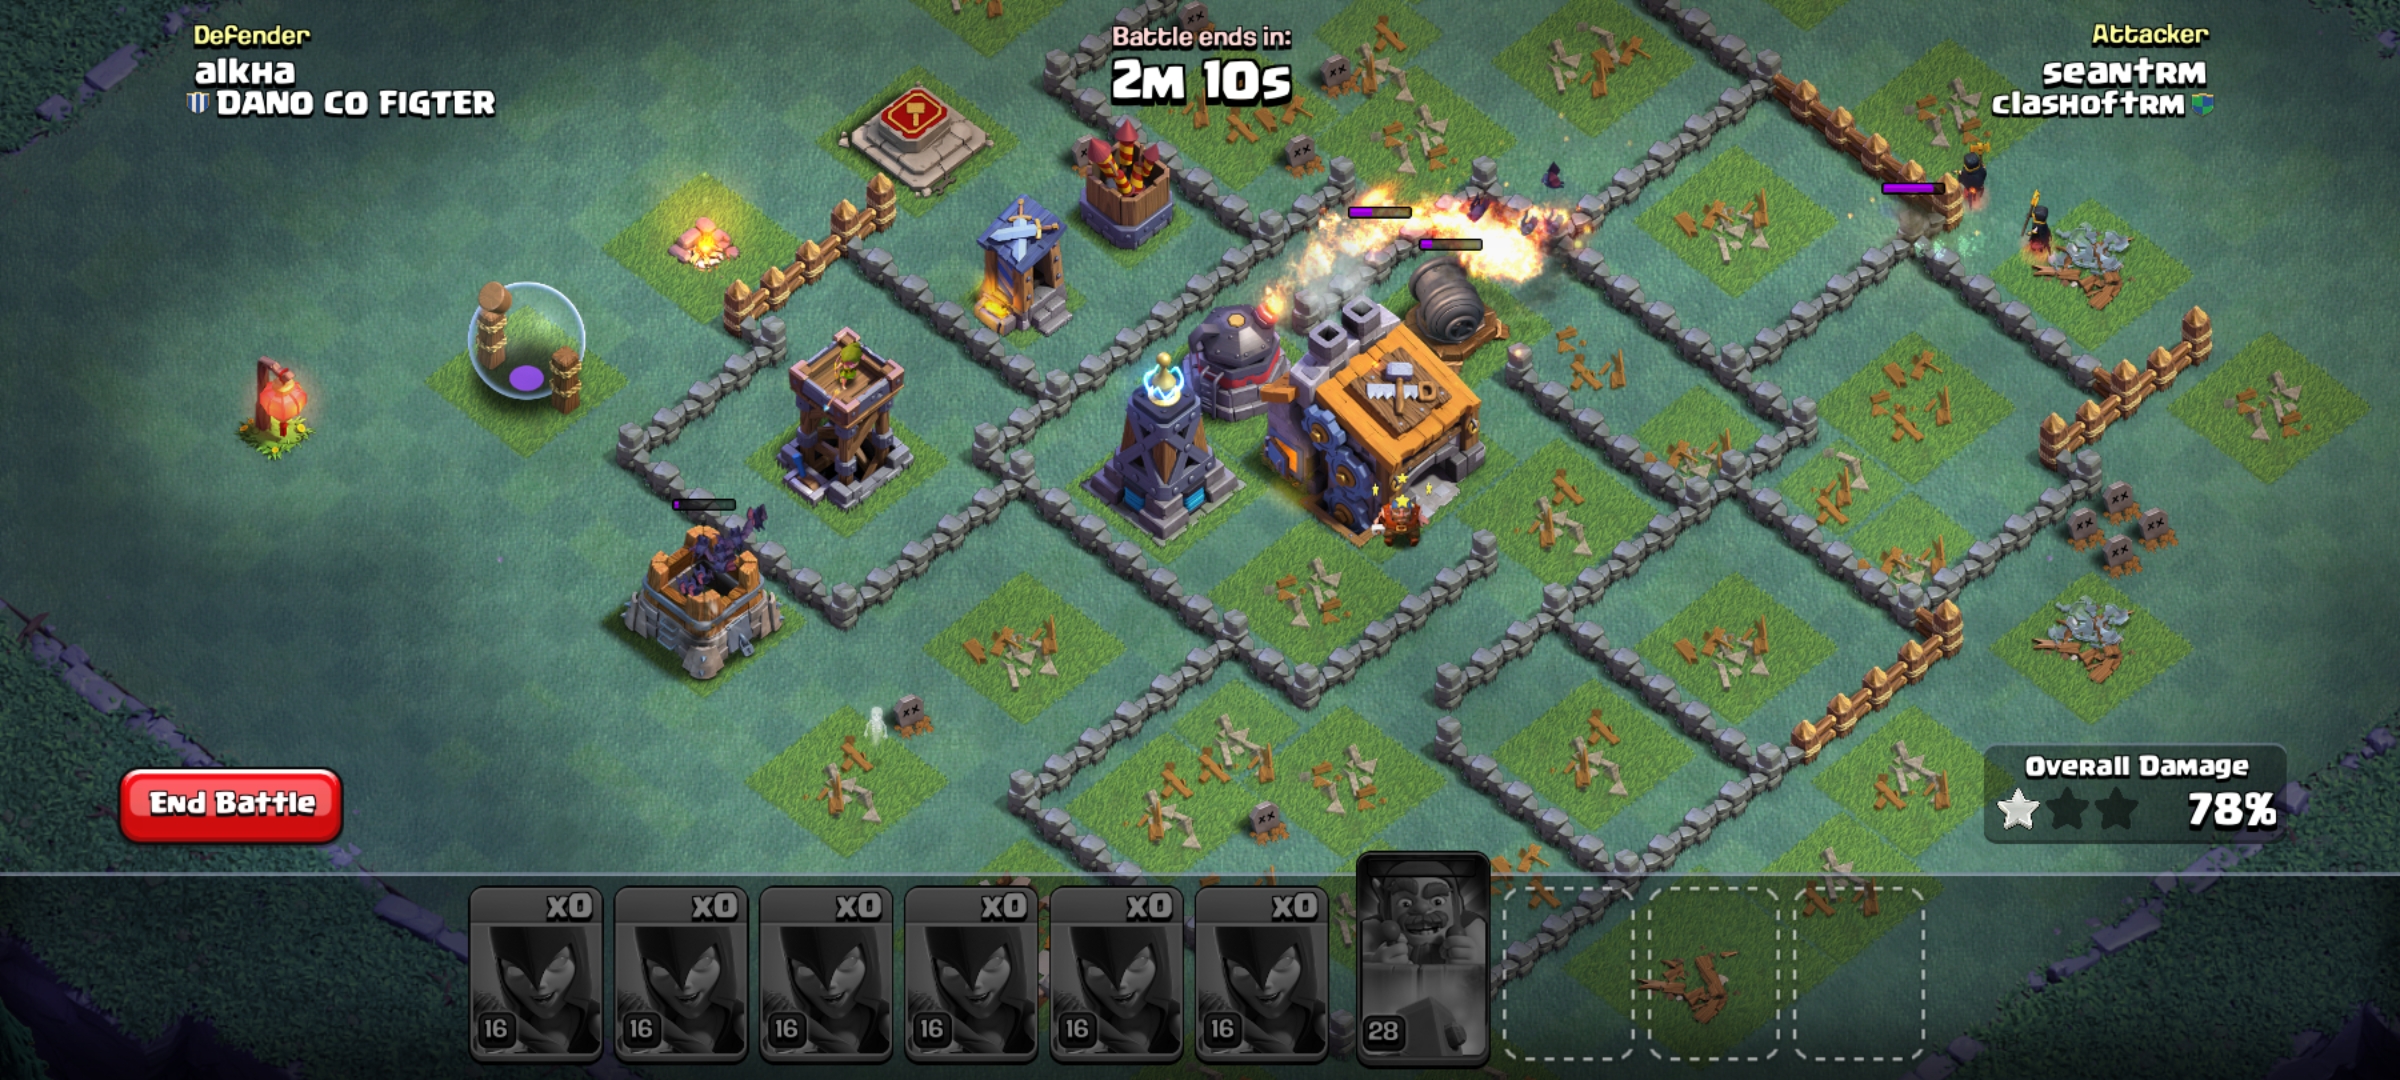 Defender
alkHa
DANO CO FIGTER
Battle ends in:
2M 10s
Attacker
seantRM
clashoftRM
End Battle
Overall Damage
78%
x0 x0 x0 x0 x0 x0
16 16 16 16 16 16 28